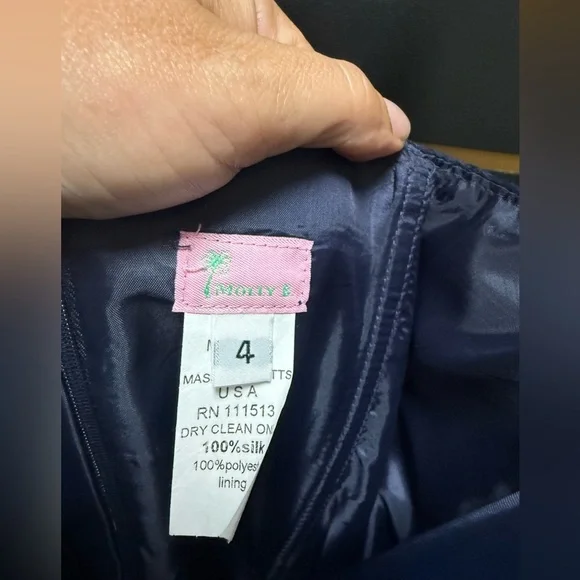 MOLLY B
4
USA
RN 111513
DRY CLEAN
100%silk
lining